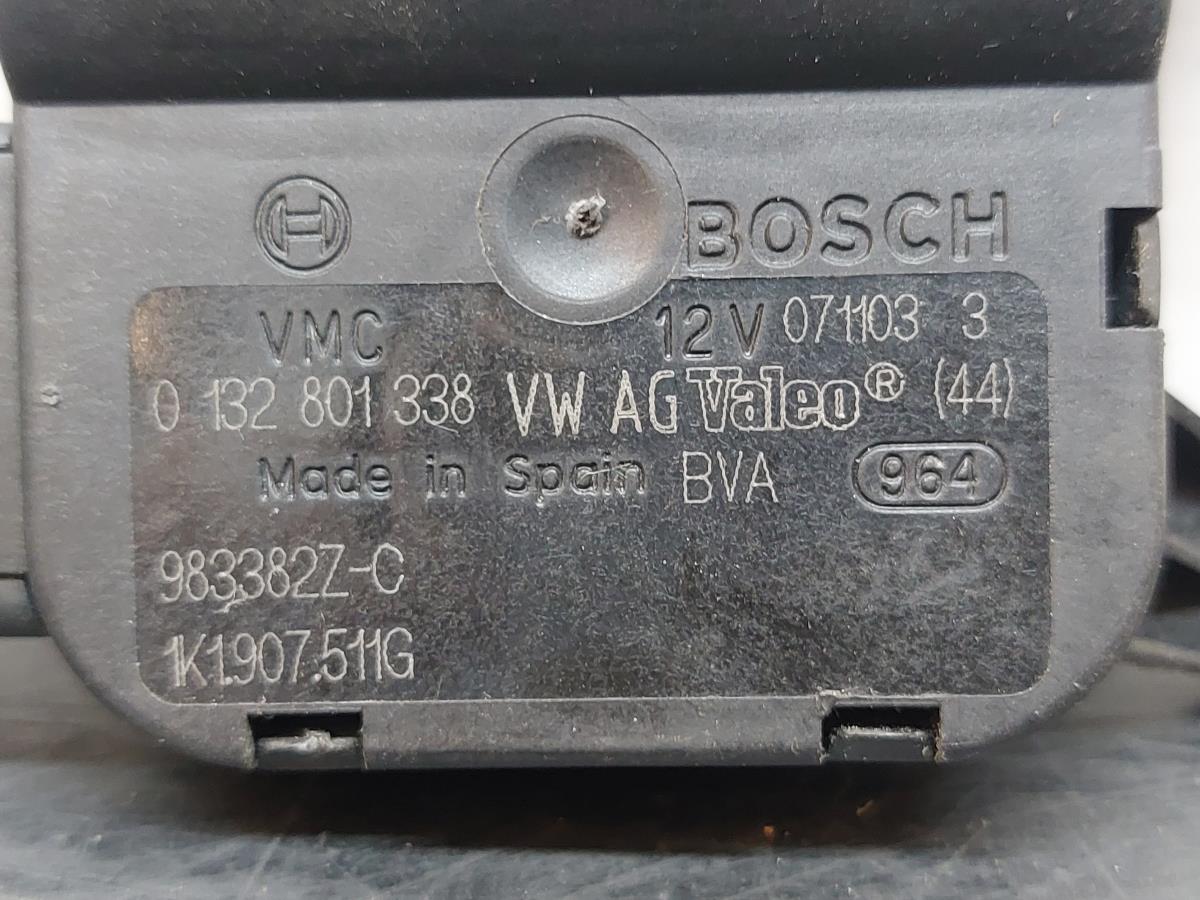 BOSCH
VMC 12V 071103 3
0 132 801 338 VW AG Valeo® (44)
Made in Spain BVA 964
983382Z-C
1K1.907.511G